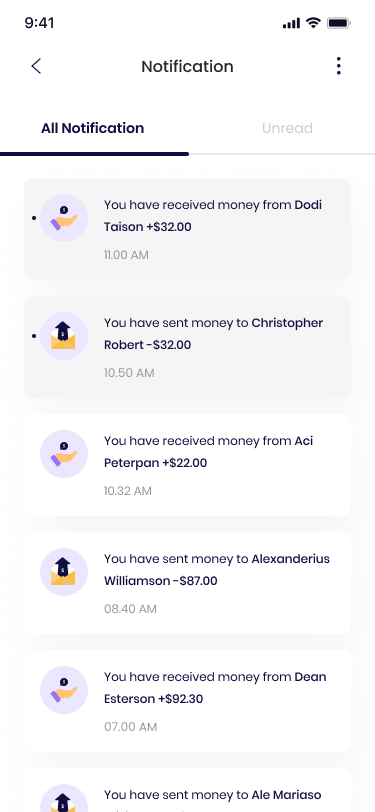 9:41
Notification
All Notification
Unread
You have received money from Dodi
Taison +$32.00
11.00 AM
You have sent money to Christopher
Robert -$32.00
10.50 AM
You have received money from Aci
Peterpan +$22.00
10.32 AM
You have sent money to Alexanderius
Williamson -$87.00
08.40 AM
You have received money from Dean
Esterson +$92.30
07.00 AM
You have sent money to Ale Mariaso